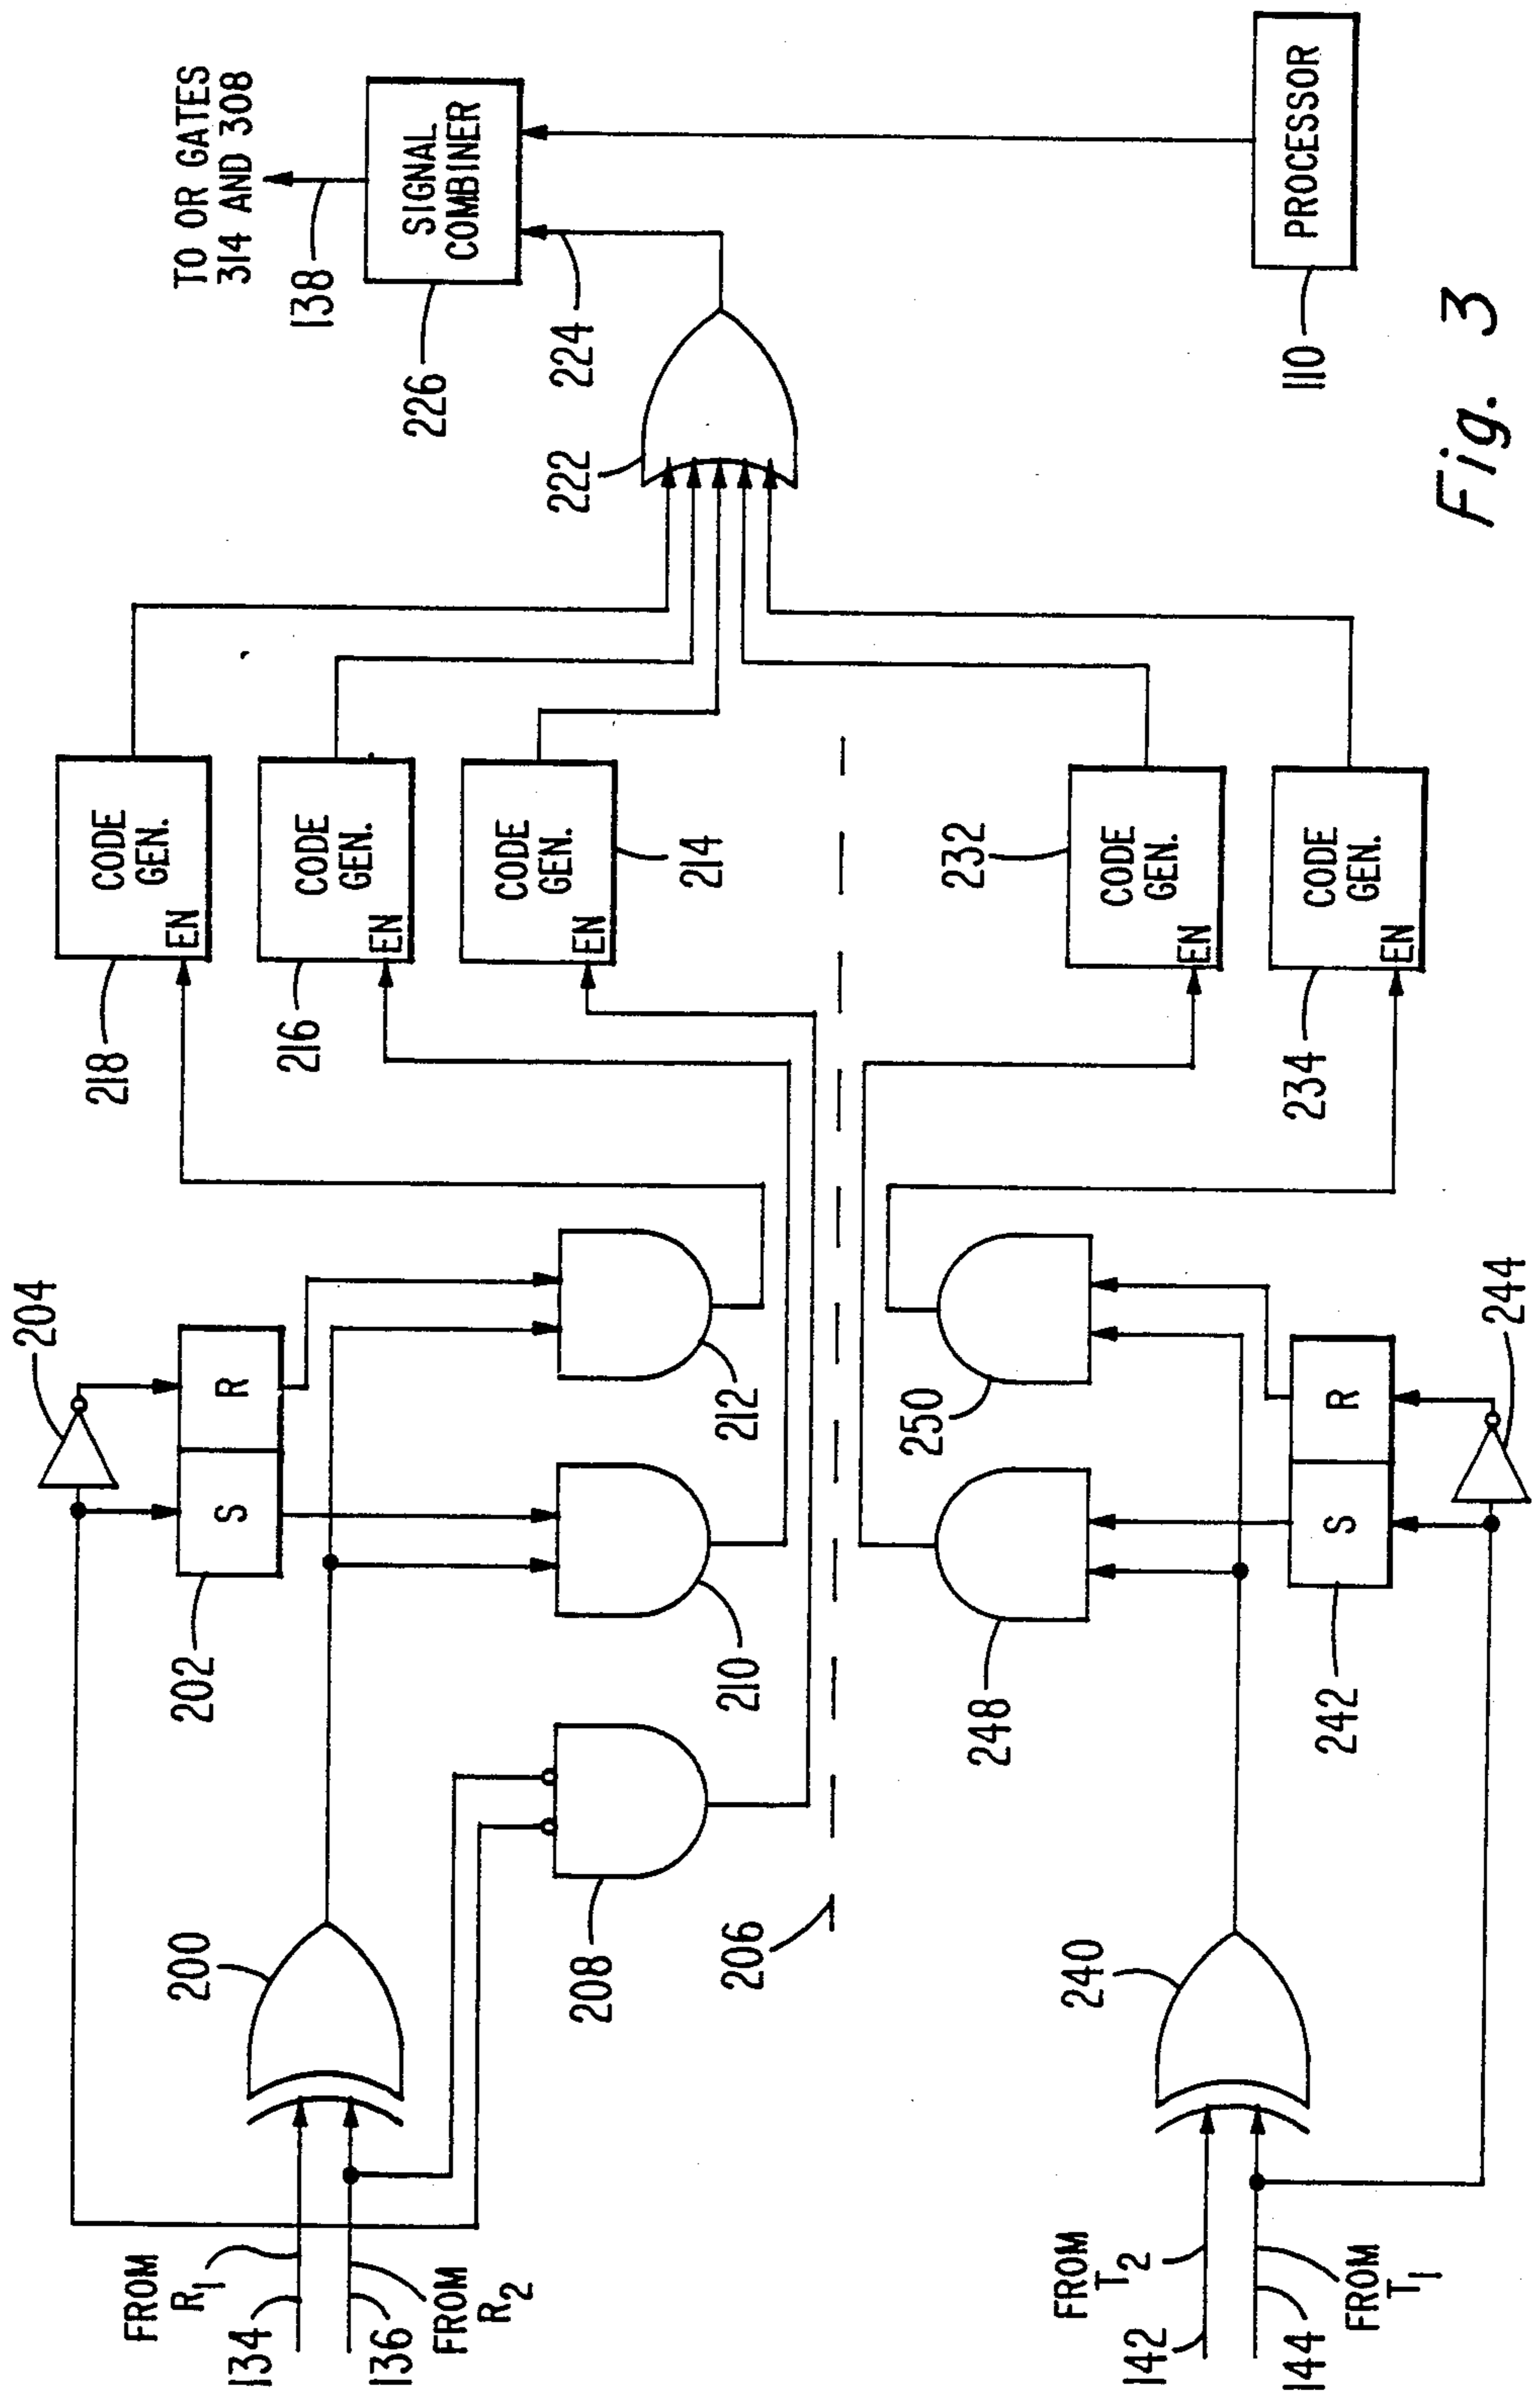 TO OR GATES
314 AND 308
138
SIGNAL
COMBINER
226
224
222
PROCESSOR
110
Fig. 3
CODE
GEN.
EN
218
CODE
GEN.
EN
216
CODE
GEN.
EN
214
232
CODE
GEN.
EN
CODE
GEN.
EN
234
204
S
R
202
212
210
208
200
206
250
248
S
R
242
244
240
FROM
R1
134
136
FROM
R2
FROM
T2
142
144
FROM
T1